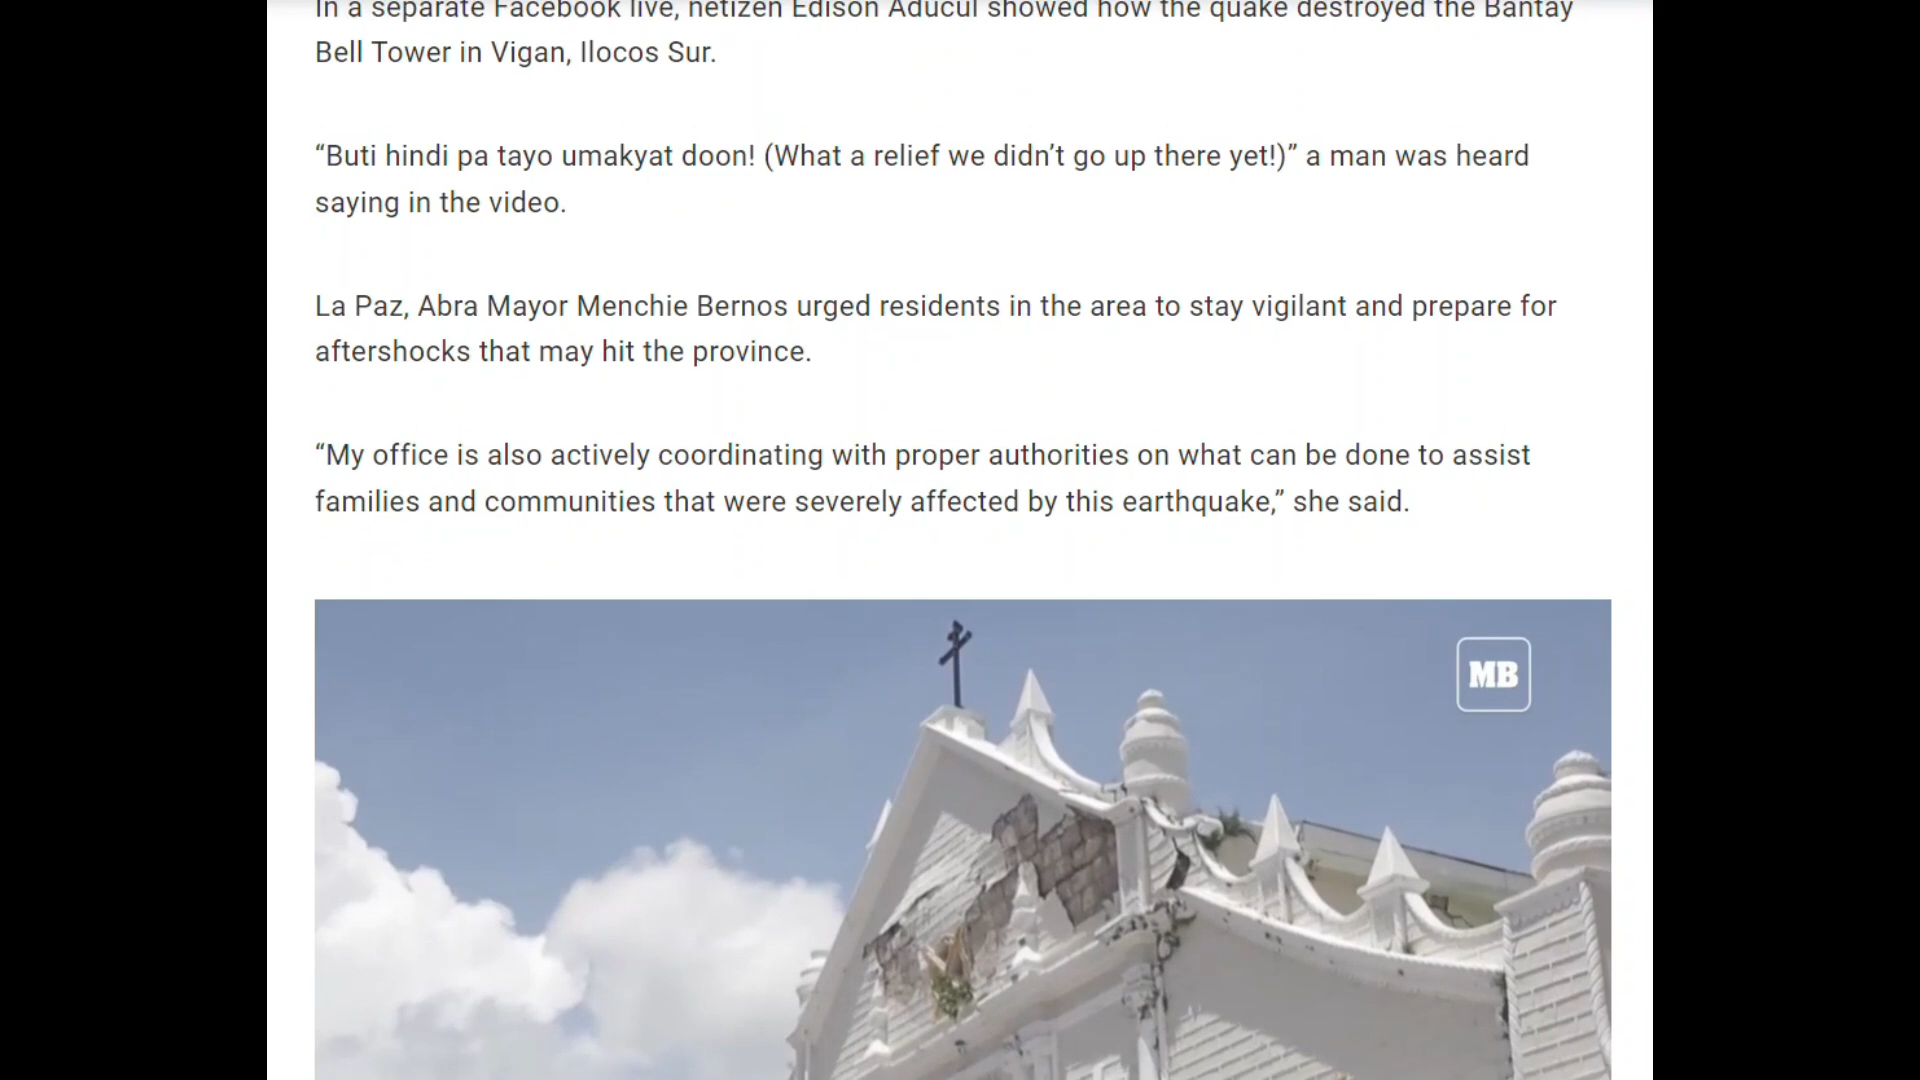 In a separate Facebook live, netizen Edison Aducul showed how the quake destroyed the Bantay
Bell Tower in Vigan, Ilocos Sur.
“Buti hindi pa tayo umakyat doon! (What a relief we didn’t go up there yet!)” a man was heard
saying in the video.
La Paz, Abra Mayor Menchie Bernos urged residents in the area to stay vigilant and prepare for
aftershocks that may hit the province.
“My office is also actively coordinating with proper authorities on what can be done to assist
families and communities that were severely affected by this earthquake,” she said.
MB